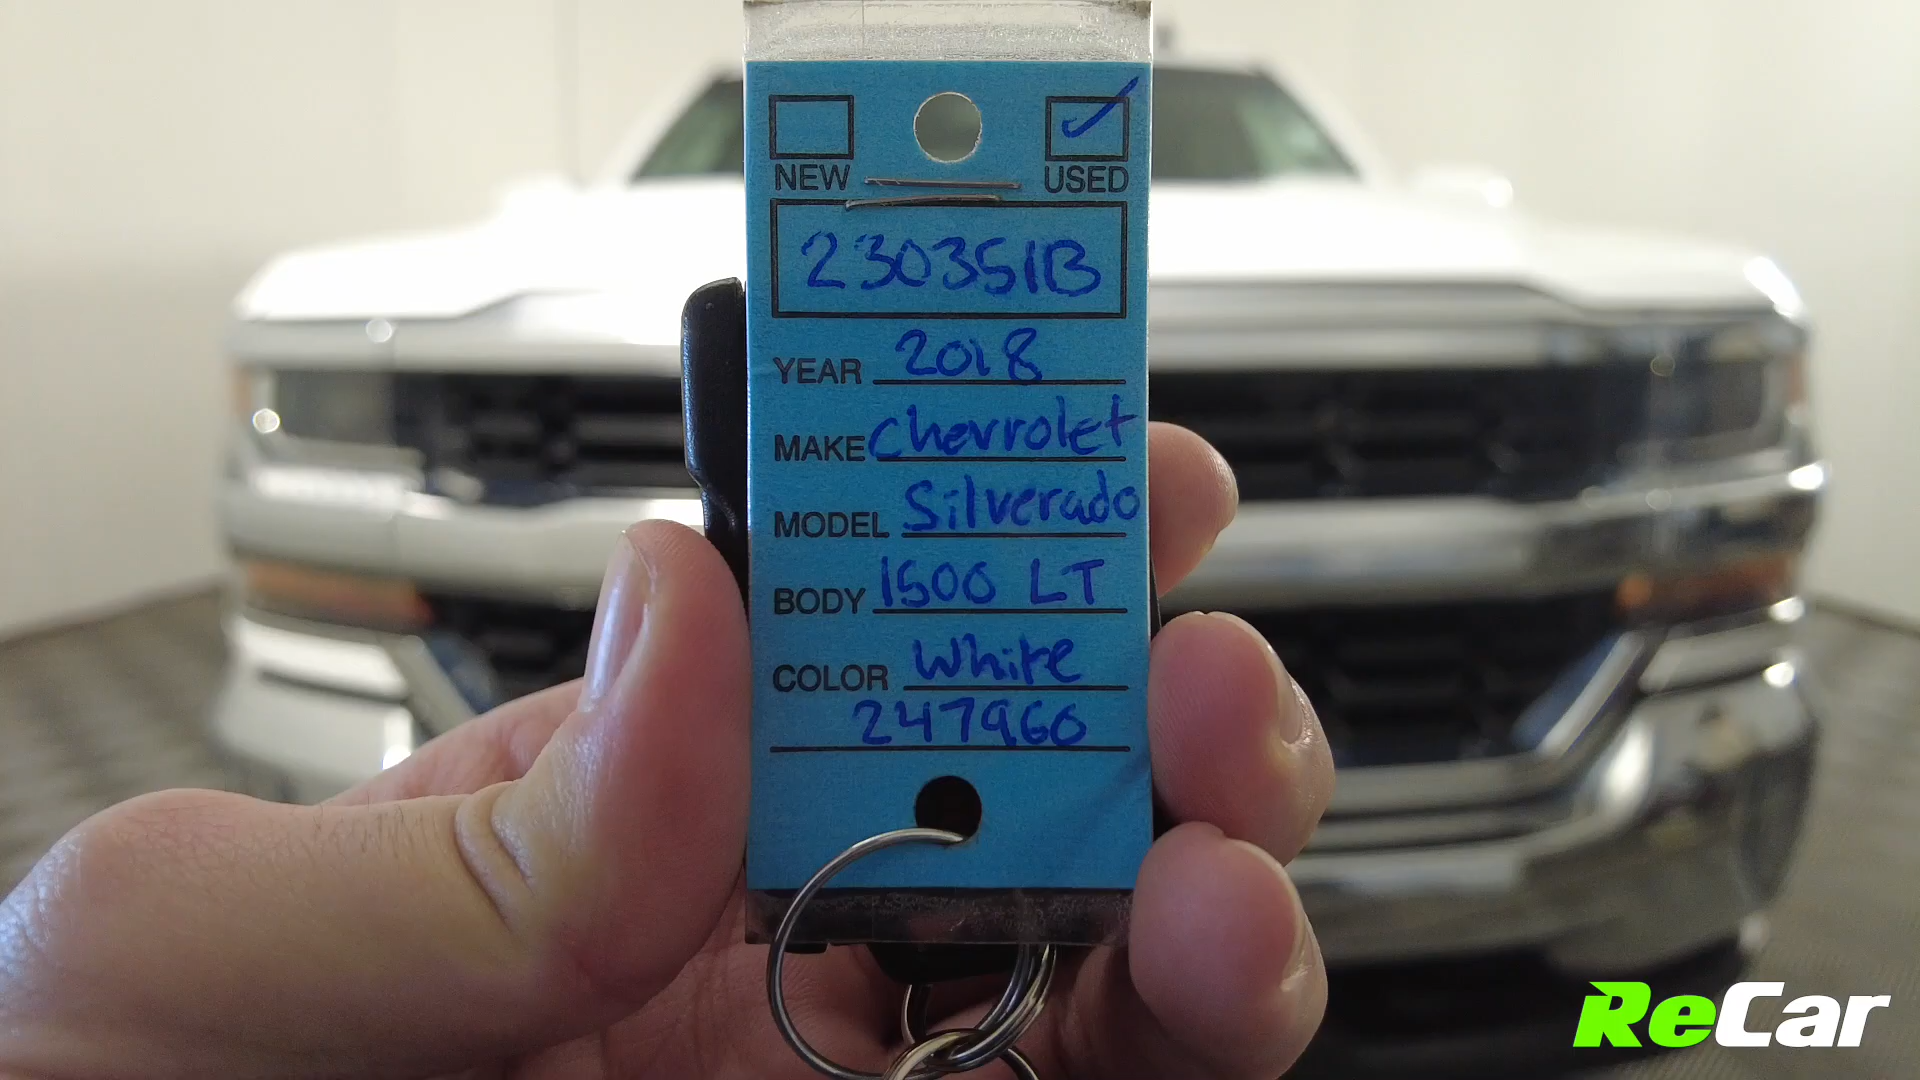 NEW USED
230351B
YEAR 2018
MAKE Chevrolet
MODEL Silverado
BODY 1500 LT
COLOR White
247960
ReCar